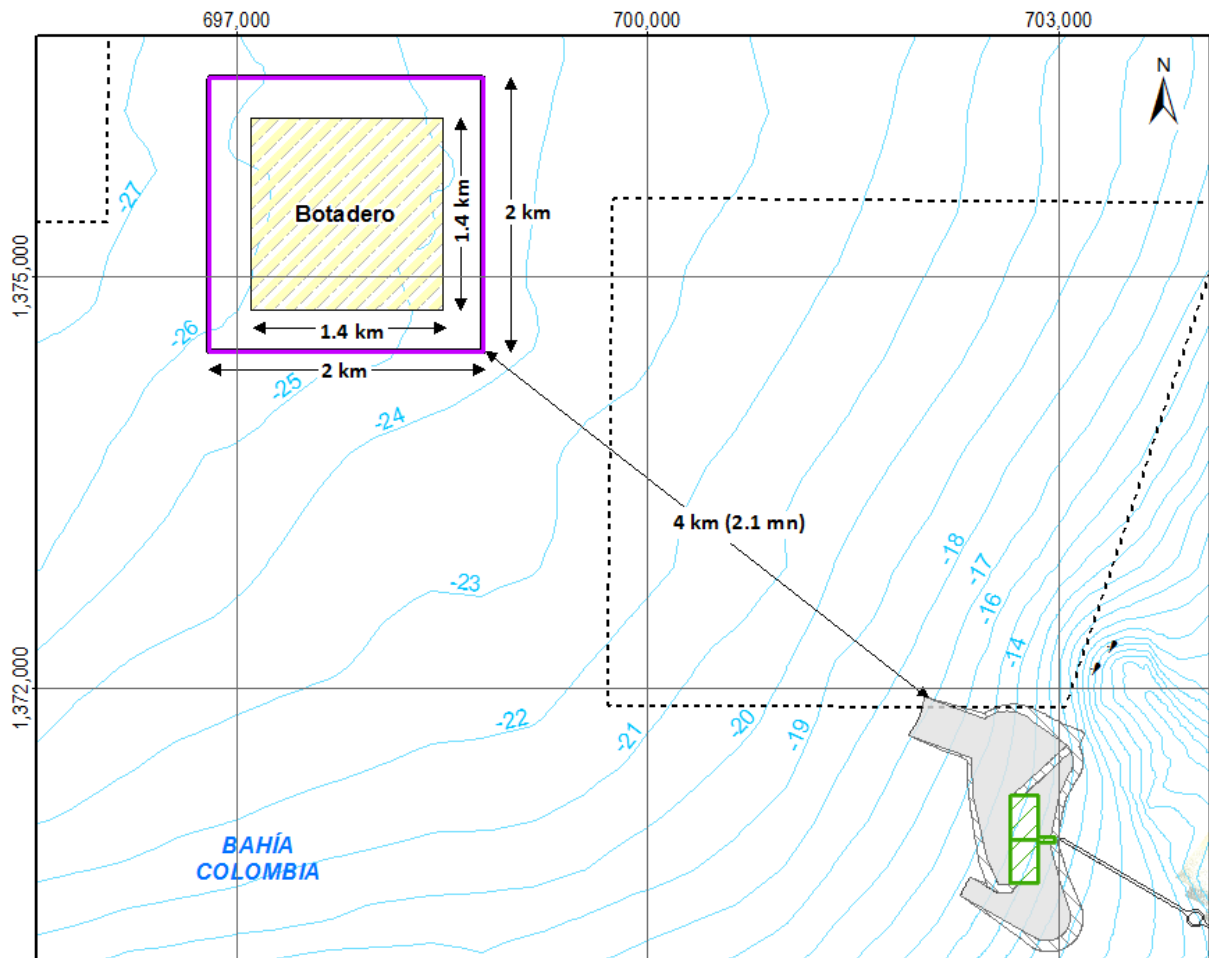 697,000
700,000
703,000
N
-27
Botadero
1.4 km
2 km
1,375,000
1.4 km
-26
2 km
-25
-24
4 km (2.1 mn)
-18
-17
-23
-16
-14
1,372,000
-22
-21
-20
-19
BAHÍA
COLOMBIA